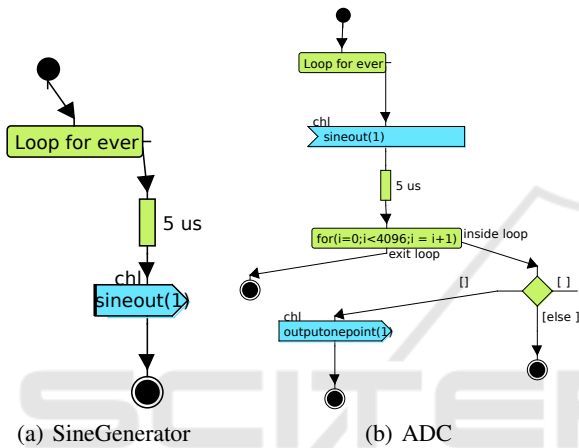 Loop for ever
5 us
chl
sineout(1)
(a) SineGenerator
Loop for ever
chl
sineout(1)
5 us
for(i=0;i<4096;i = i+1)
inside loop
exit loop
[]
[ ]
[else ]
chl
outputonepoint(1)
(b) ADC